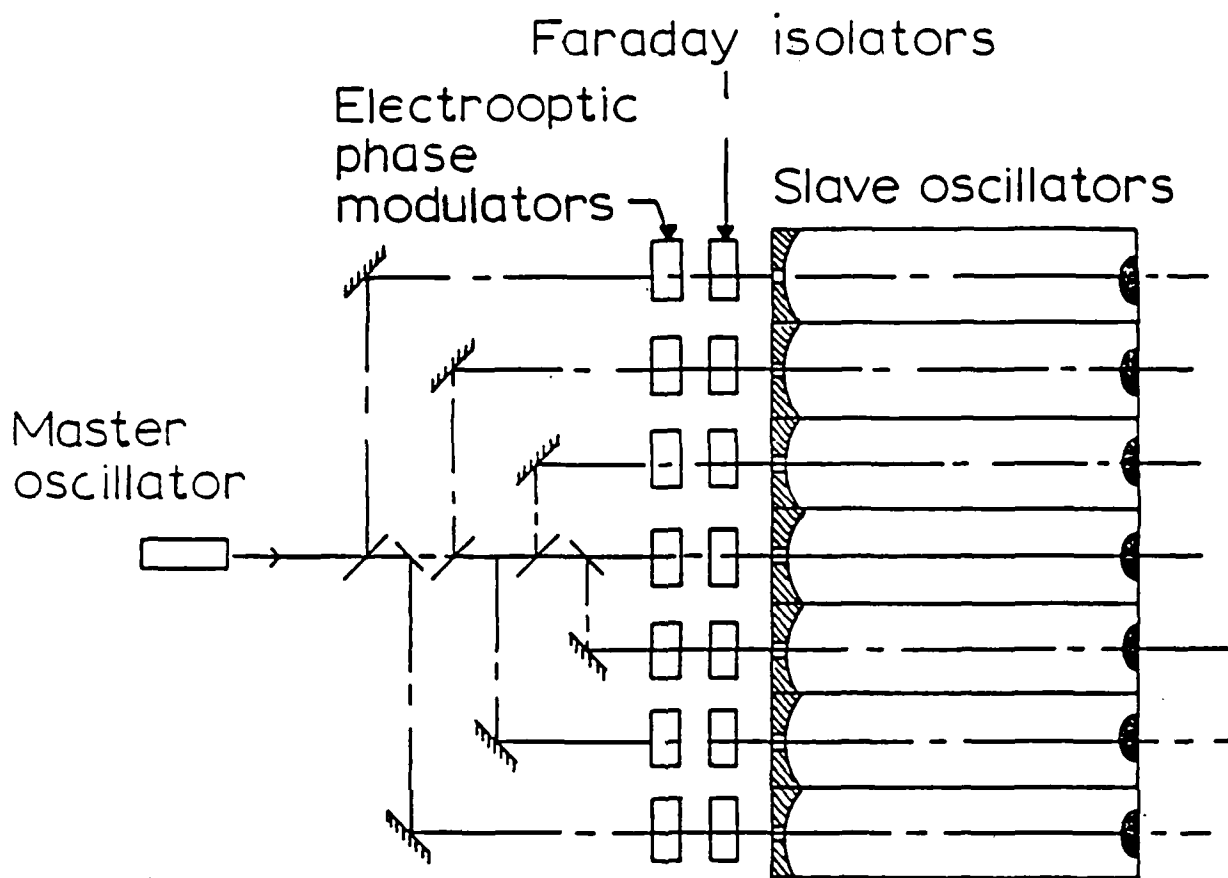 Faraday isolators
Electrooptic
phase
modulators
Slave oscillators
Master
oscillator